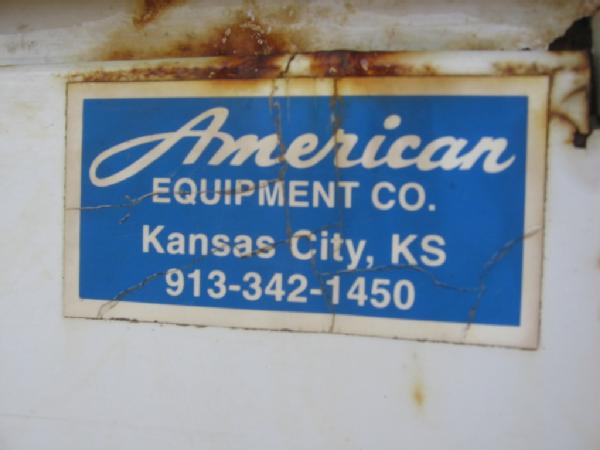 American
EQUIPMENT CO.
Kansas City, KS
913-342-1450